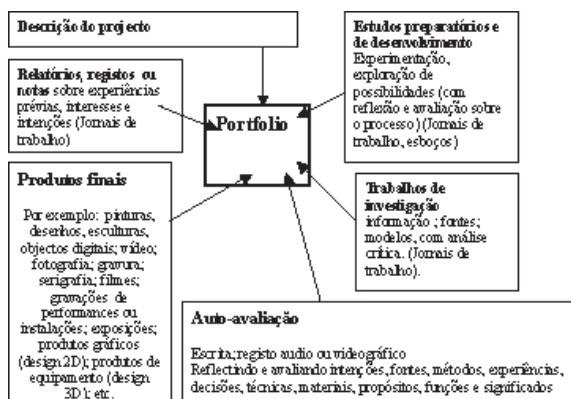 Descrição do projecto
Relatórios, registos ou
notas sobre experiências
prévias, interesses e
intenções (Jornais de
trabalho)
Portfolio
Estudos preparatórios e
de desenvolvimento
Experimentação,
exploração de
possibilidades (com
reflexão e avaliação sobre
o processo) (Jornais de
trabalho, esboços)
Produtos finais
Por exemplo: pinturas,
desenhos, esculturas,
objectos digitais; vídeo;
fotografia; gravura;
serigrafia; filmes;
gravações de
performances ou
instalações; exposições;
produtos gráficos
(design 2D); produtos de
equipamento (design
3D); etc.
Trabalhos de
investigação
informação ; fontes;
modelos, com análise
crítica. (Jornais de
trabalho).
Auto-avaliação
Escrita; registo audio ou videográfico
Reflectindo e avaliando intenções, fontes, métodos, experiências,
decisões, técnicas, materiais, propósitos, funções e significados